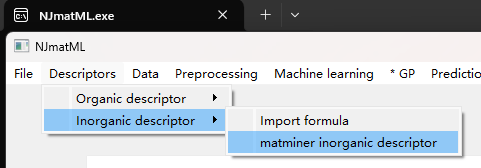 NJmatML.exe
NJmatML
File Descriptors Data Preprocessing Machine learning * GP
Organic descriptor
Inorganic descriptor
Import formula
matminer inorganic descriptor